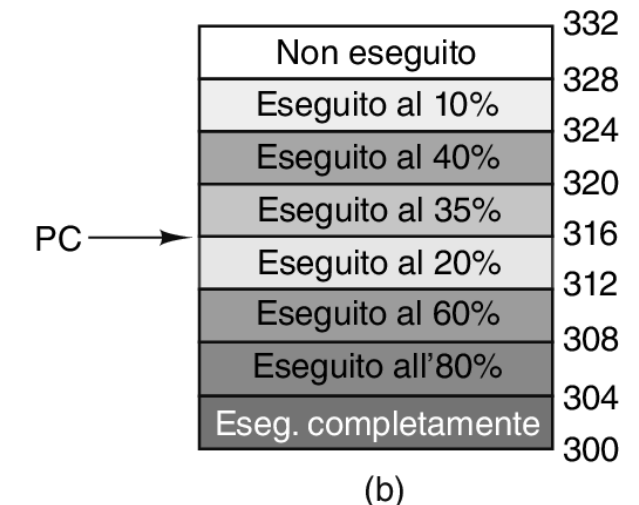 332
Non eseguito
328
Eseguito al 10%
324
Eseguito al 40%
320
Eseguito al 35%
PC
316
Eseguito al 20%
312
Eseguito al 60%
308
Eseguito all’80%
304
Eseg. completamente
300
(b)